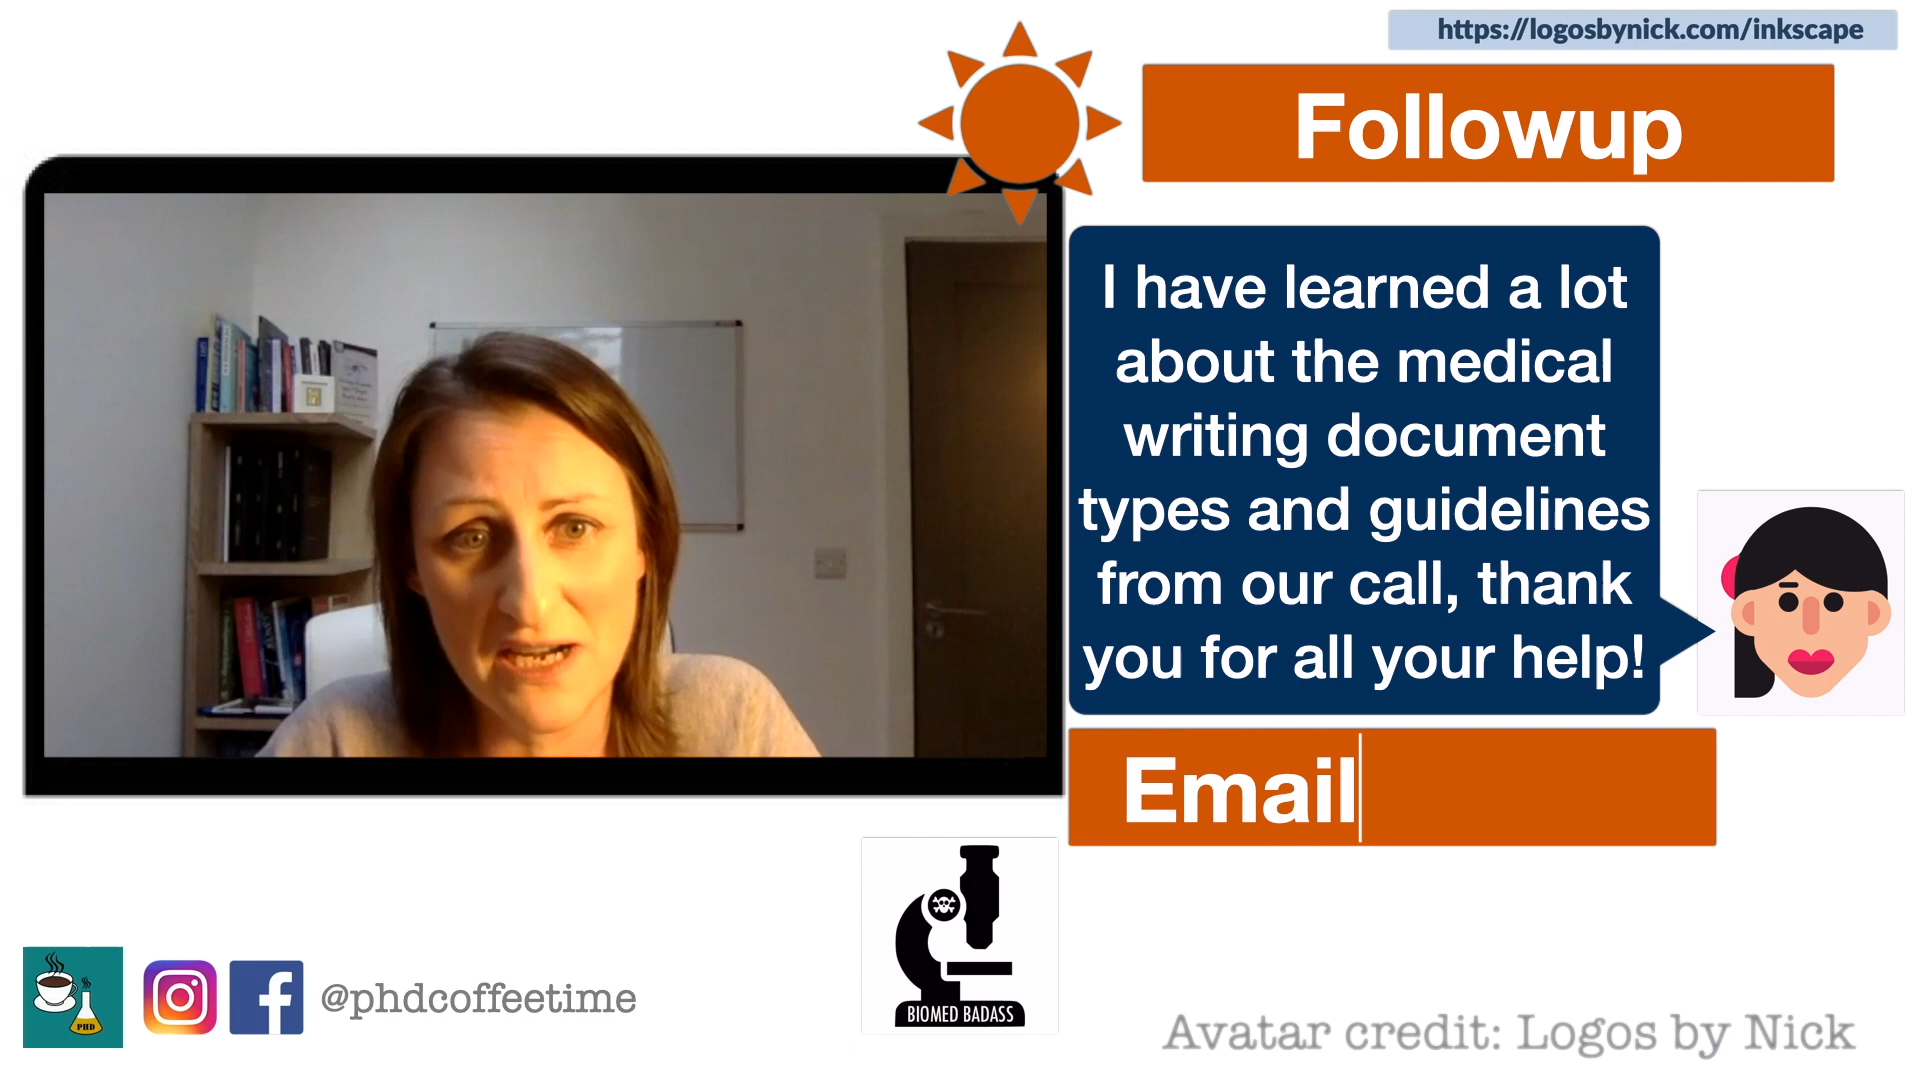 https://logosbynick.com/inkscape
Followup
I have learned a lot
about the medical
writing document
types and guidelines
from our call, thank
you for all your help!
Email
BIOMED BADASS
PHD
@phdcoffeetime
Avatar credit: Logos by Nick